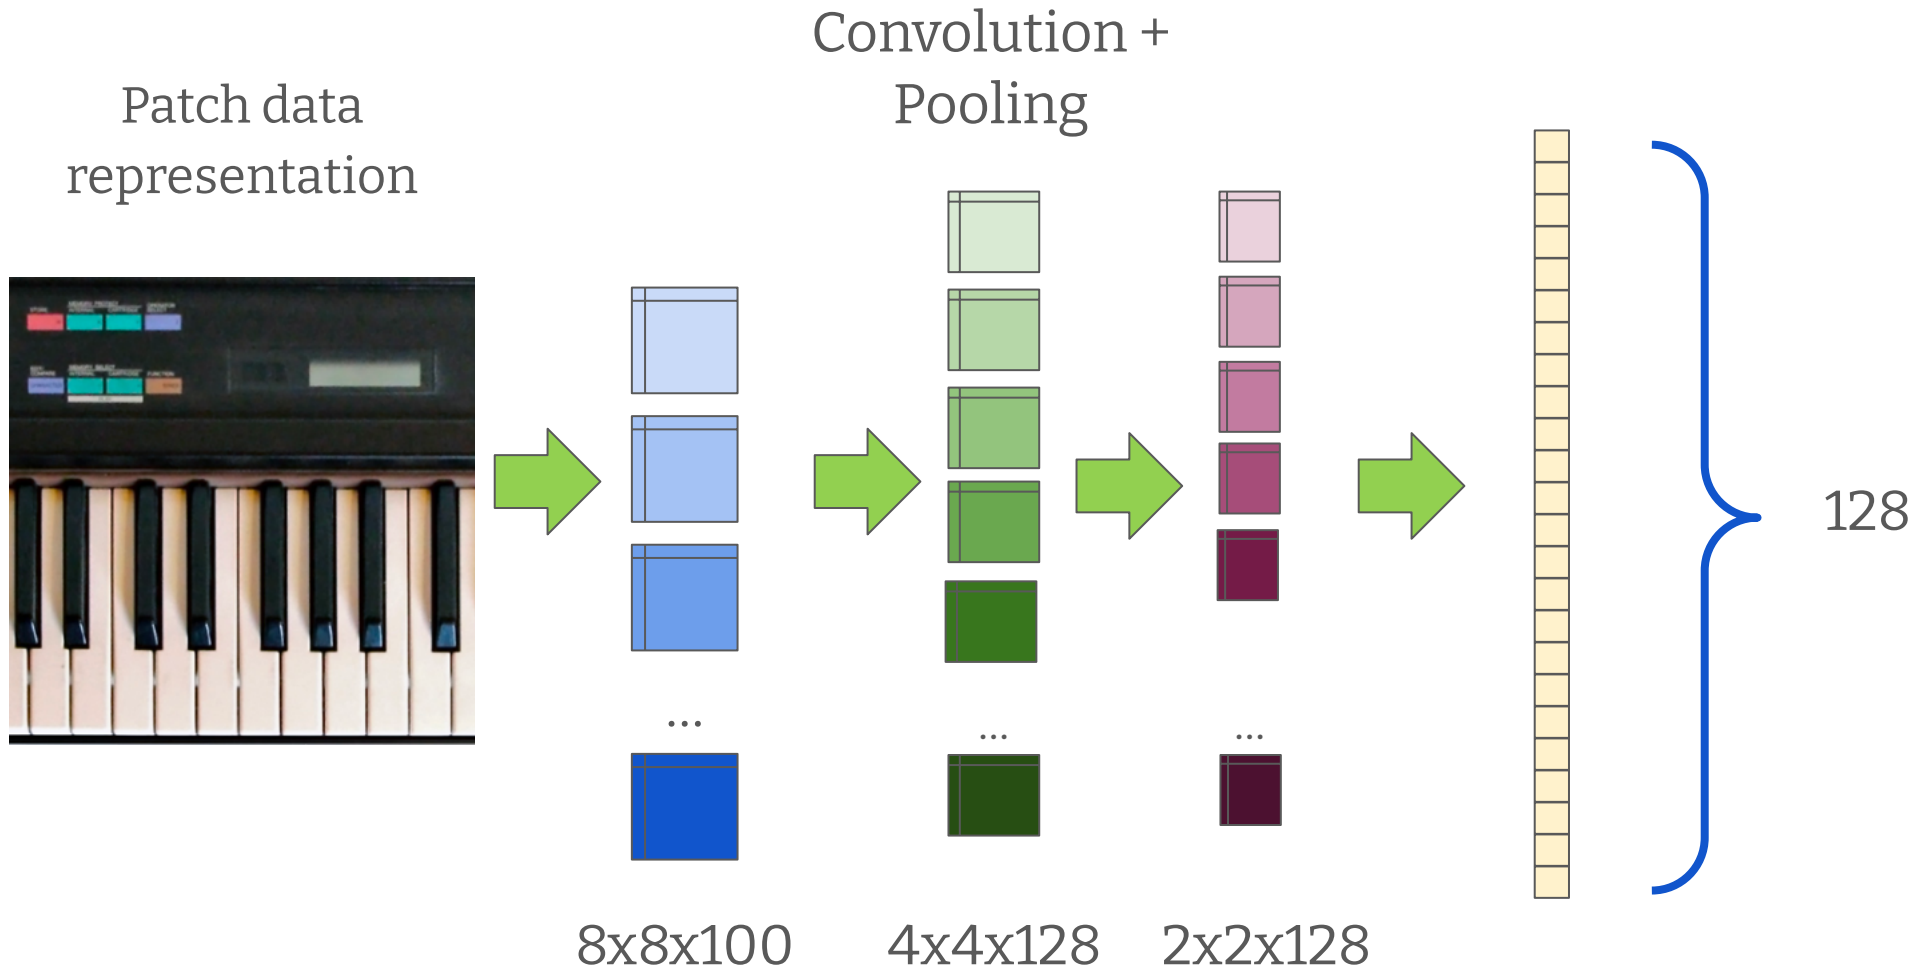 Convolution +
Pooling
Patch data
representation
...
...
...
128
8x8x100
4x4x128
2x2x128